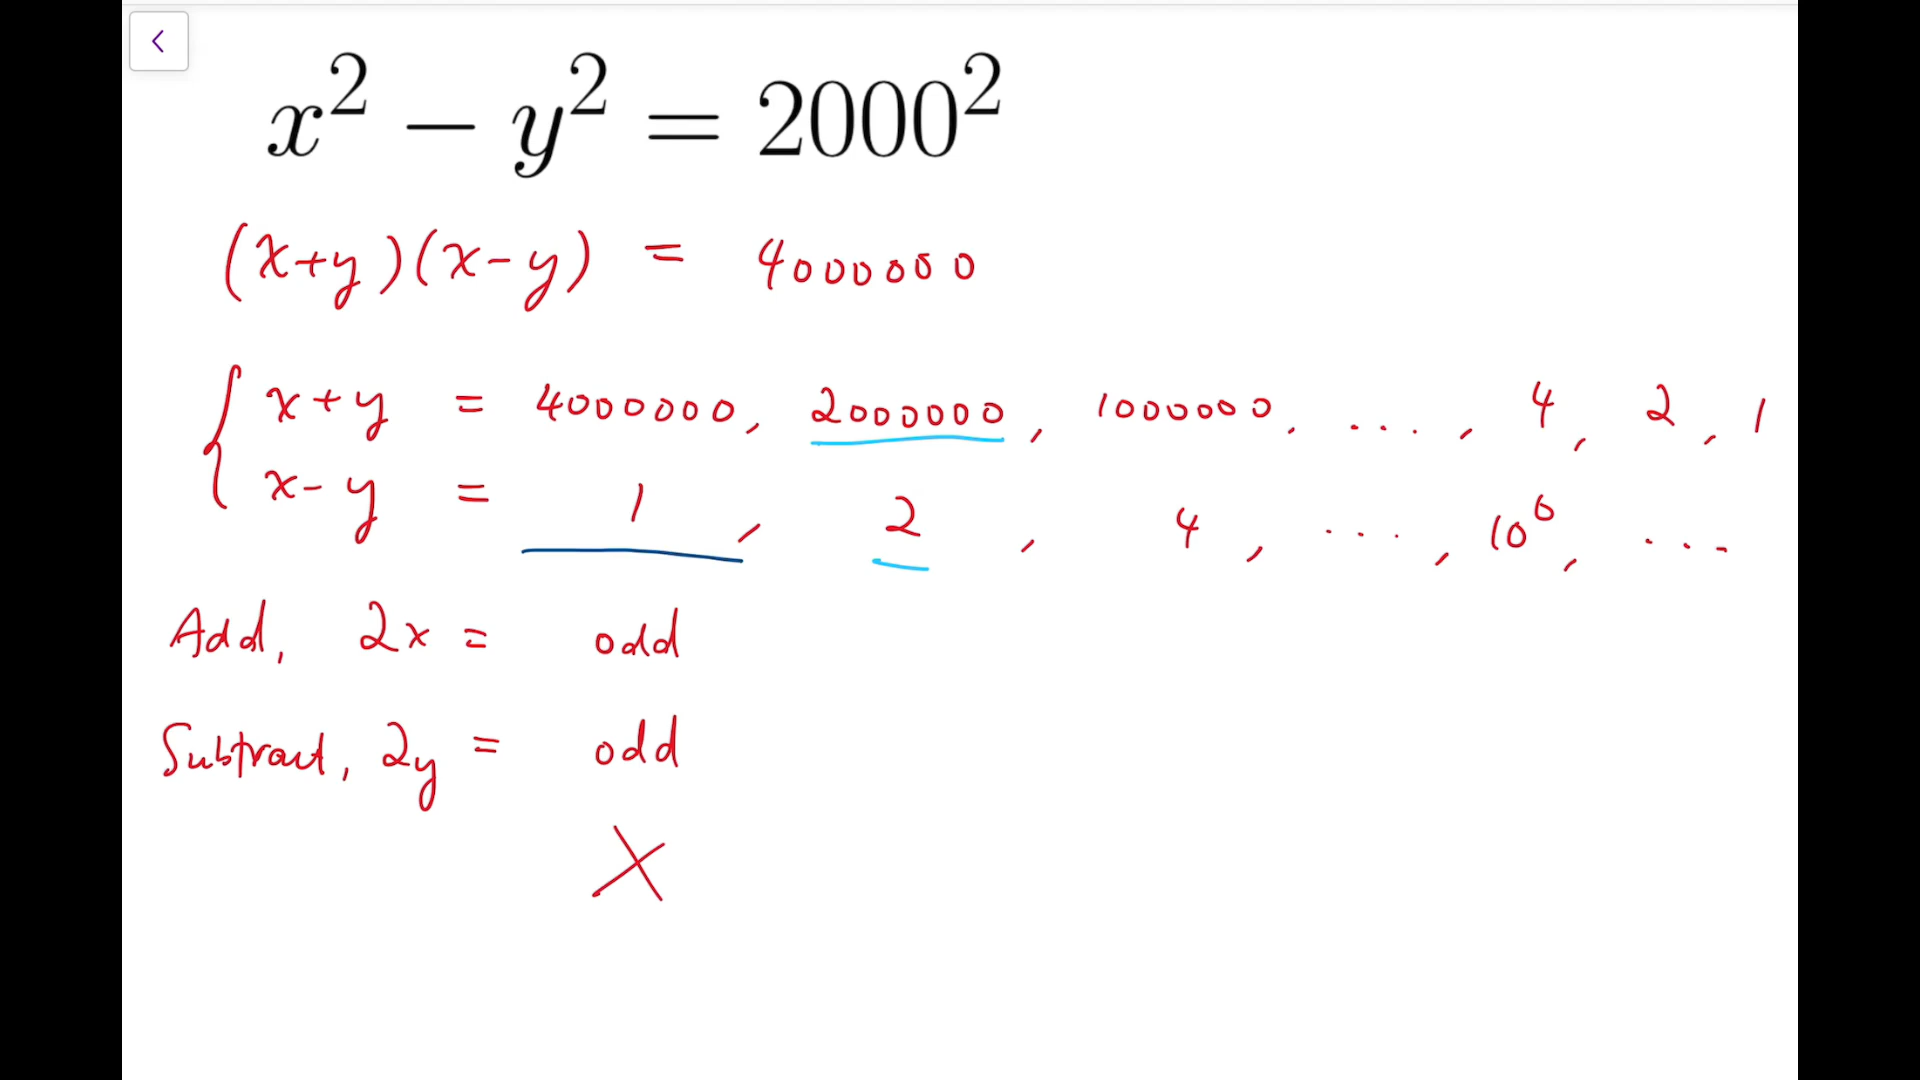 x² − y² = 2000²
(x+y)(x-y) = 4000000
x+y = 4000000, 2000000, 1000000, ...., 4, 2, 1
x-y = 1, 2, 4, ..., 10⁶, ...
Add, 2x = odd
Subtract, 2y = odd
X